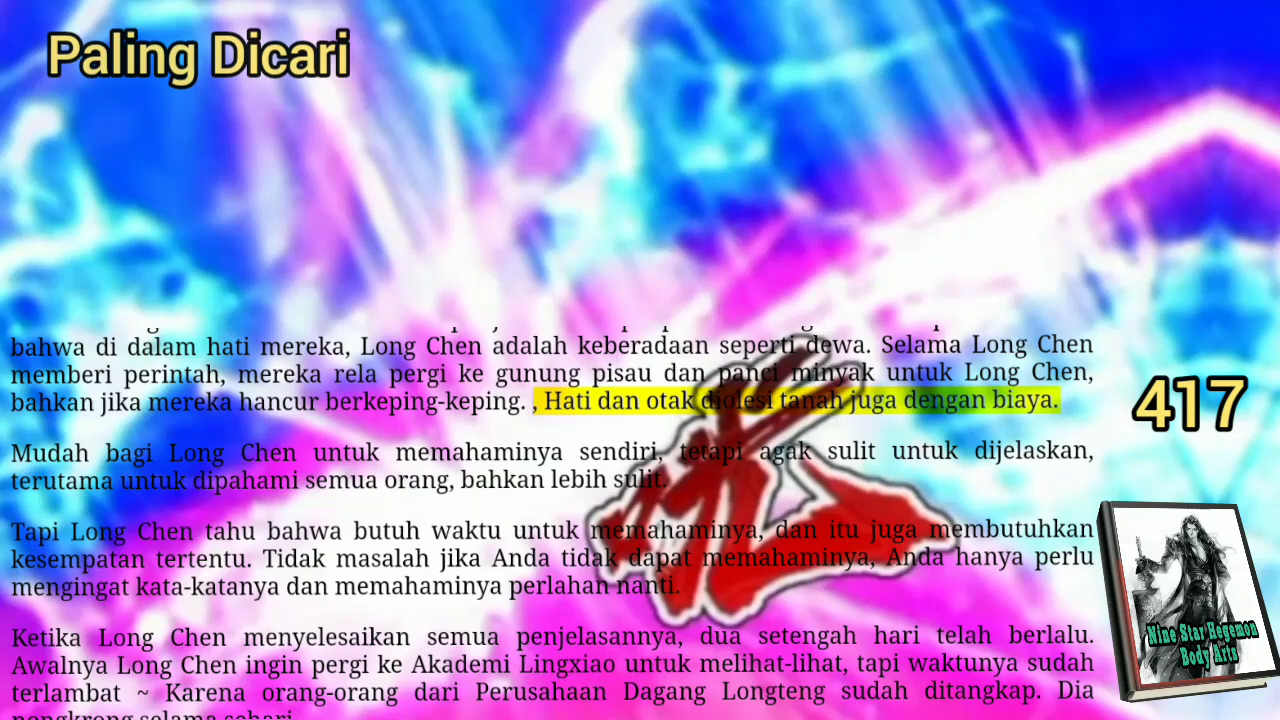 Paling Dicari
bahwa di dalam hati mereka, Long Chen adalah keberadaan seperti dewa. Selama Long Chen
memberi perintah, mereka rela pergi ke gunung pisau dan panci minyak untuk Long Chen,
bahkan jika mereka hancur berkeping-keping. , Hati dan otak diolesi tanah juga dengan biaya.
Mudah bagi Long Chen untuk memahaminya sendiri, tetapi agak sulit untuk dijelaskan,
terutama untuk dipahami semua orang, bahkan lebih sulit.
Tapi Long Chen tahu bahwa butuh waktu untuk memahaminya, dan itu juga membutuhkan
kesempatan tertentu. Tidak masalah jika Anda tidak dapat memahaminya, Anda hanya perlu
mengingat kata-katanya dan memahaminya perlahan nanti.
Ketika Long Chen menyelesaikan semua penjelasannya, dua setengah hari telah berlalu.
Awalnya Long Chen ingin pergi ke Akademi Lingxiao untuk melihat-lihat, tapi waktunya sudah
terlambat ~ Karena orang-orang dari Perusahaan Dagang Longteng sudah ditangkap. Dia
417
Nine Star Hegemon
Body Arts